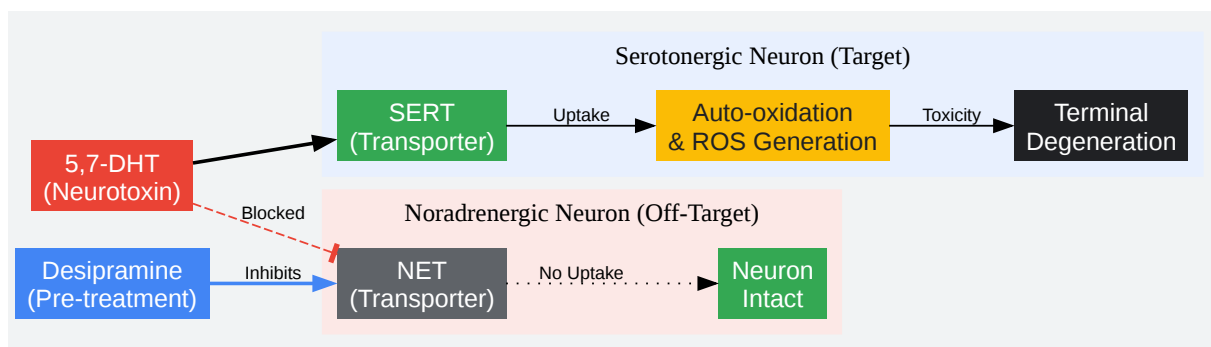 Serotonergic Neuron (Target)
SERT
(Transporter)
Uptake
Auto-oxidation
& ROS Generation
Toxicity
Terminal
Degeneration
5,7-DHT
(Neurotoxin)
Blocked
Noradrenergic Neuron (Off-Target)
Desipramine
(Pre-treatment)
Inhibits
NET
(Transporter)
No Uptake
Neuron
Intact